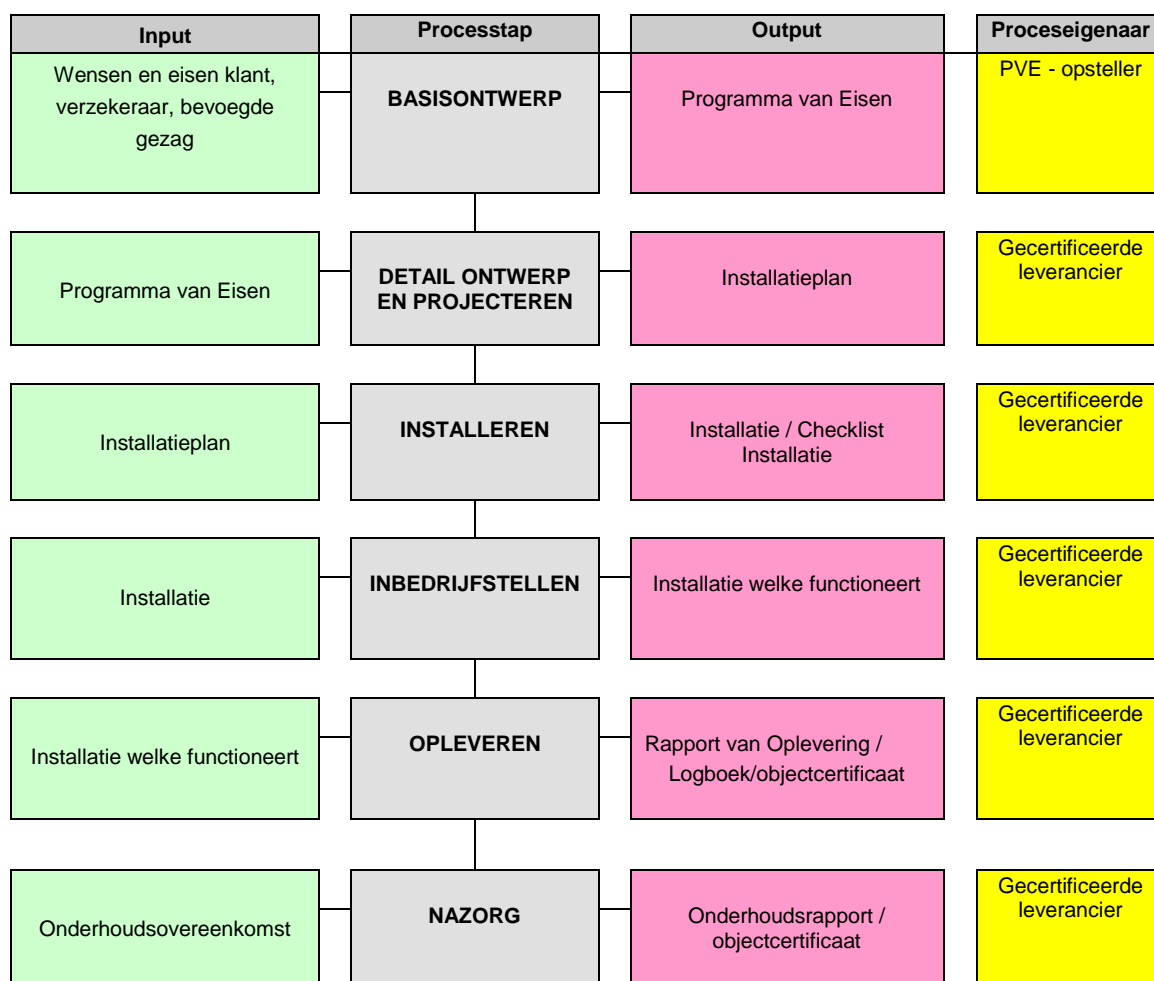 Input
Processtap
Output
Proceseigenaar
Wensen en eisen klant,
verzekeraar, bevoegde
gezag
BASISONTWERP
Programma van Eisen
PVE - opsteller
Programma van Eisen
DETAIL ONTWERP
EN PROJECTEREN
Installatieplan
Gecertificeerde
leverancier
Installatieplan
INSTALLEREN
Installatie / Checklist
Installatie
Gecertificeerde
leverancier
Installatie
INBEDRIJFSTELLEN
Installatie welke functioneert
Gecertificeerde
leverancier
Installatie welke functioneert
OPLEVEREN
Rapport van Oplevering /
Logboek/objectcertificaat
Gecertificeerde
leverancier
Onderhoudsovereenkomst
NAZORG
Onderhoudsrapport /
objectcertificaat
Gecertificeerde
leverancier